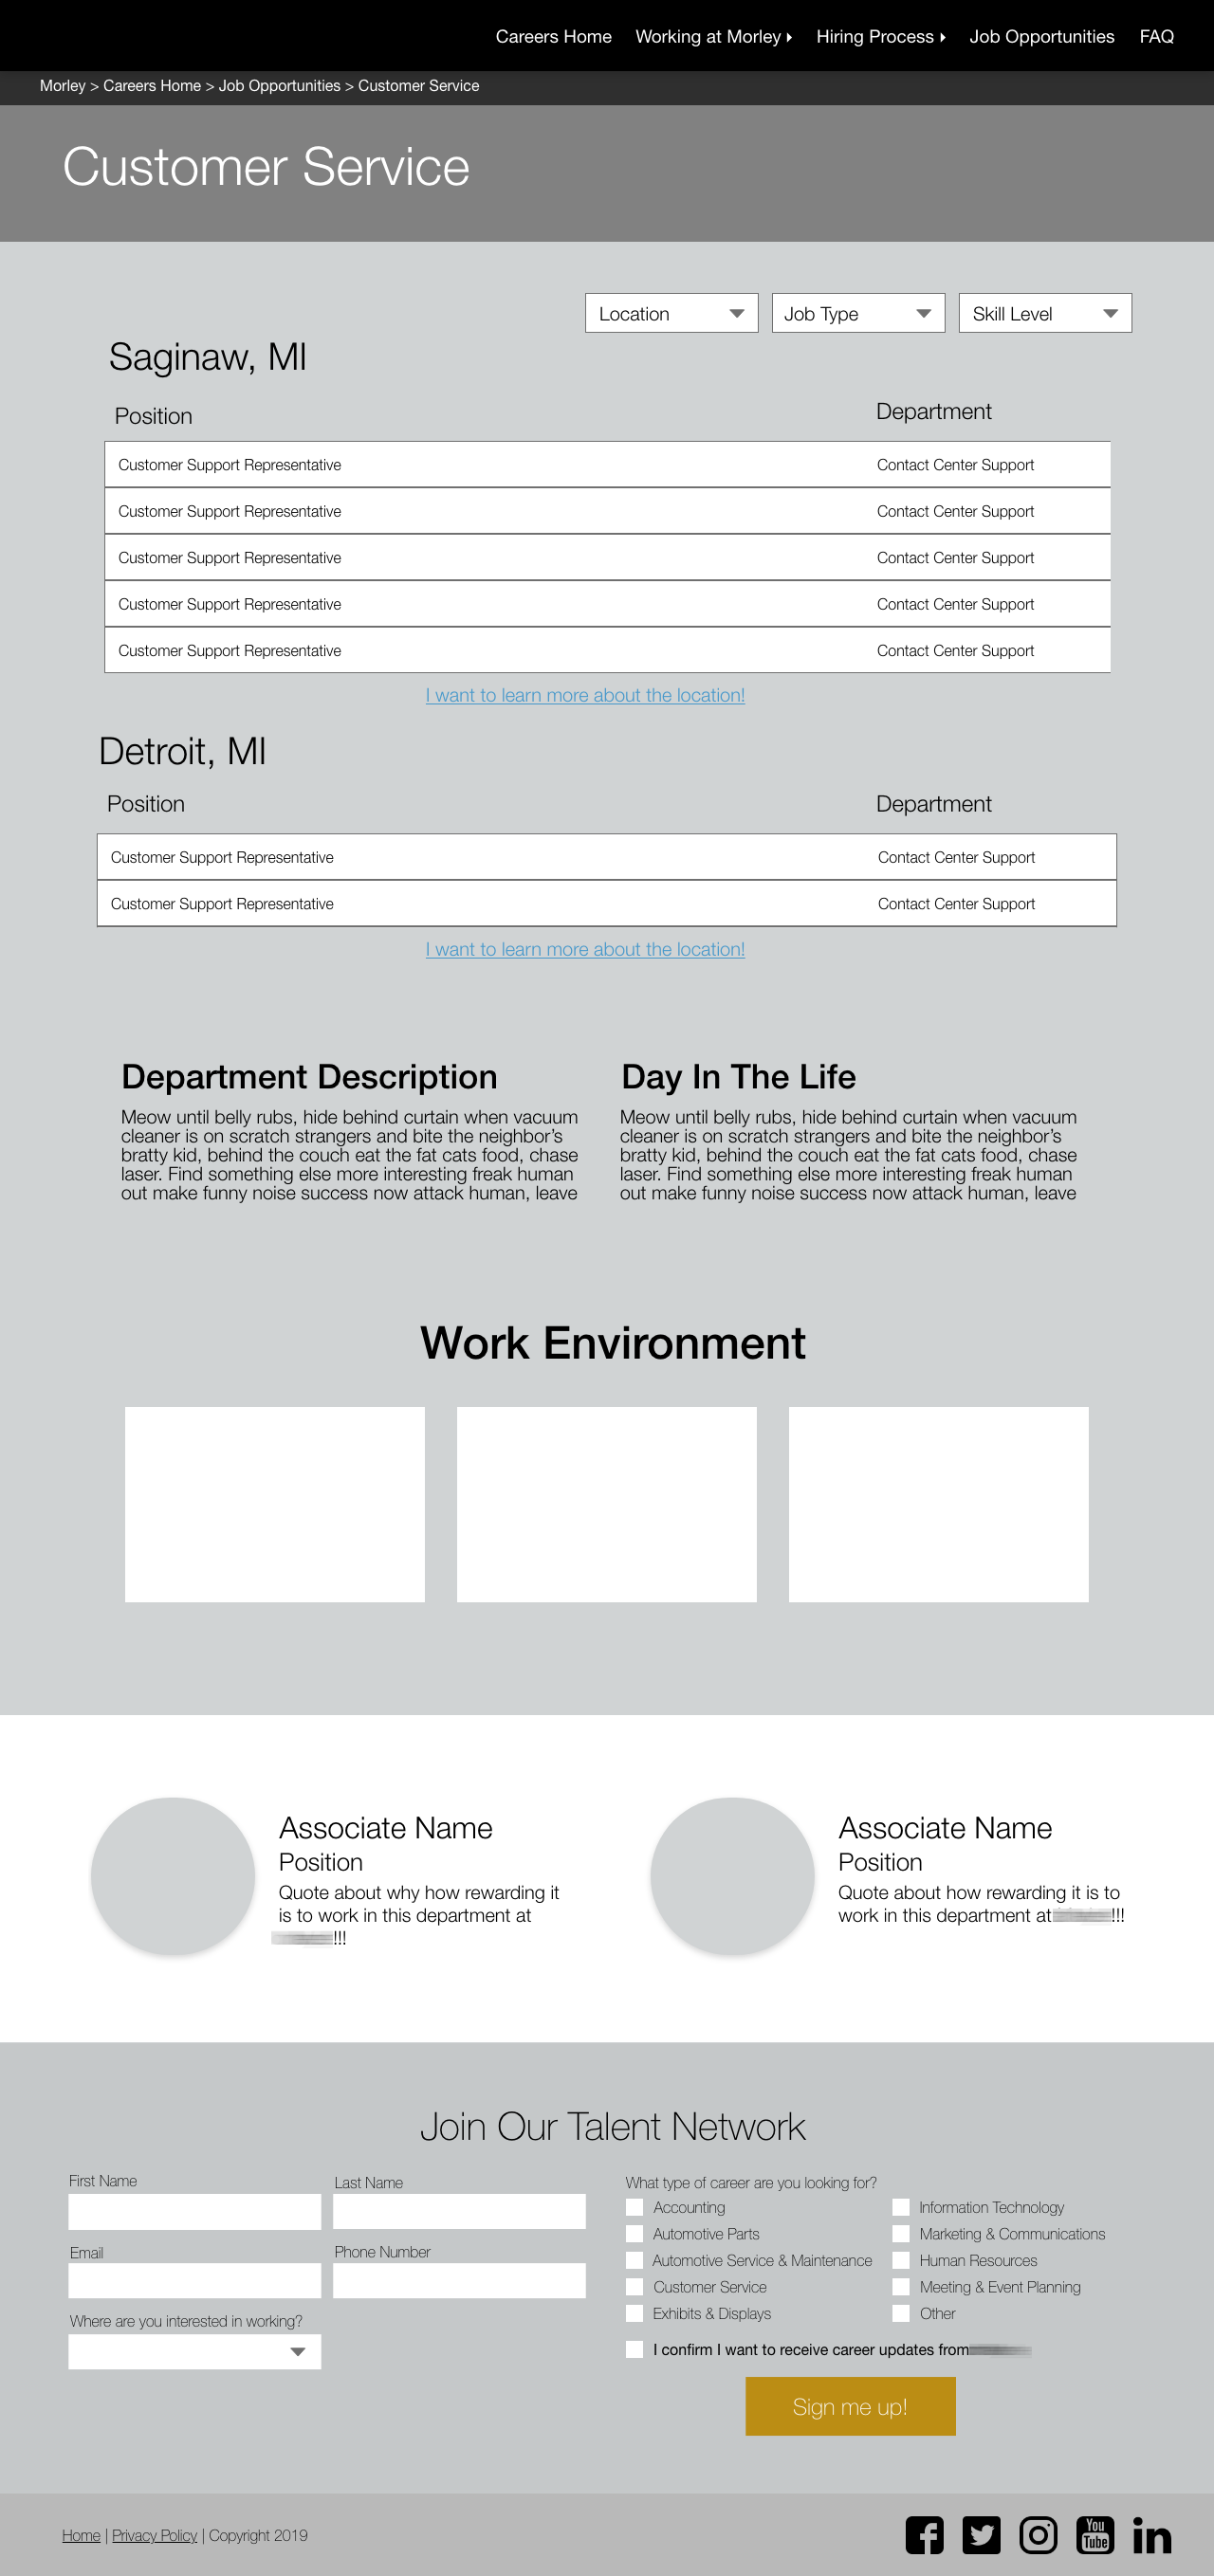 Careers Home Working at Morley Hiring Process Job Opportunities FAQ
Morley > Careers Home > Job Opportunities > Customer Service
Customer Service
Location Job Type Skill Level
Saginaw, MI
Position Department
Customer Support Representative Contact Center Support
Customer Support Representative Contact Center Support
Customer Support Representative Contact Center Support
Customer Support Representative Contact Center Support
Customer Support Representative Contact Center Support
I want to learn more about the location!
Detroit, MI
Position Department
Customer Support Representative Contact Center Support
Customer Support Representative Contact Center Support
I want to learn more about the location!
Department Description
Meow until belly rubs, hide behind curtain when vacuum
cleaner is on scratch strangers and bite the neighbor’s
bratty kid, behind the couch eat the fat cats food, chase
laser. Find something else more interesting freak human
out make funny noise success now attack human, leave
Day In The Life
Meow until belly rubs, hide behind curtain when vacuum
cleaner is on scratch strangers and bite the neighbor’s
bratty kid, behind the couch eat the fat cats food, chase
laser. Find something else more interesting freak human
out make funny noise success now attack human, leave
Work Environment
Associate Name
Position
Quote about why how rewarding it
is to work in this department at
!!!
Associate Name
Position
Quote about how rewarding it is to
work in this department at !!!
Join Our Talent Network
First Name Last Name
Email Phone Number
Where are you interested in working?
What type of career are you looking for?
Accounting Information Technology
Automotive Parts Marketing & Communications
Automotive Service & Maintenance Human Resources
Customer Service Meeting & Event Planning
Exhibits & Displays Other
I confirm I want to receive career updates from
Sign me up!
Home | Privacy Policy | Copyright 2019
You
Tube
in